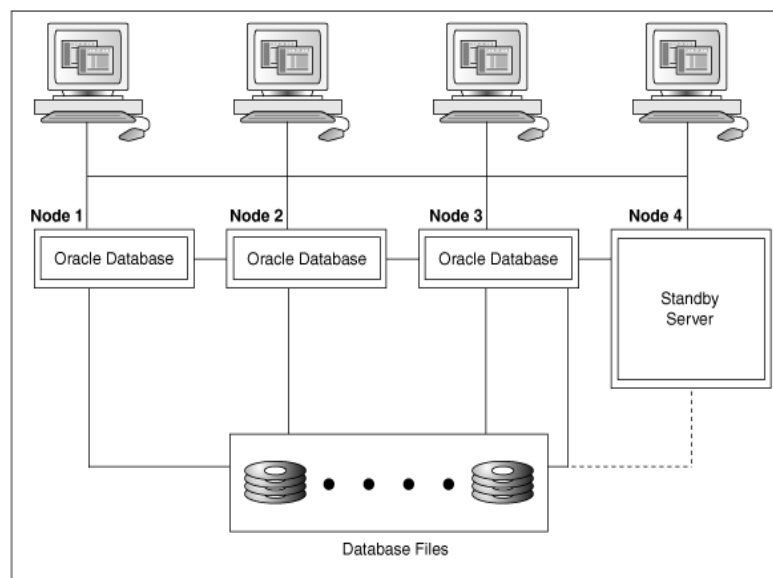 Node 1
Node 2
Node 3
Node 4
Oracle Database
Oracle Database
Oracle Database
Standby
Server
Database Files